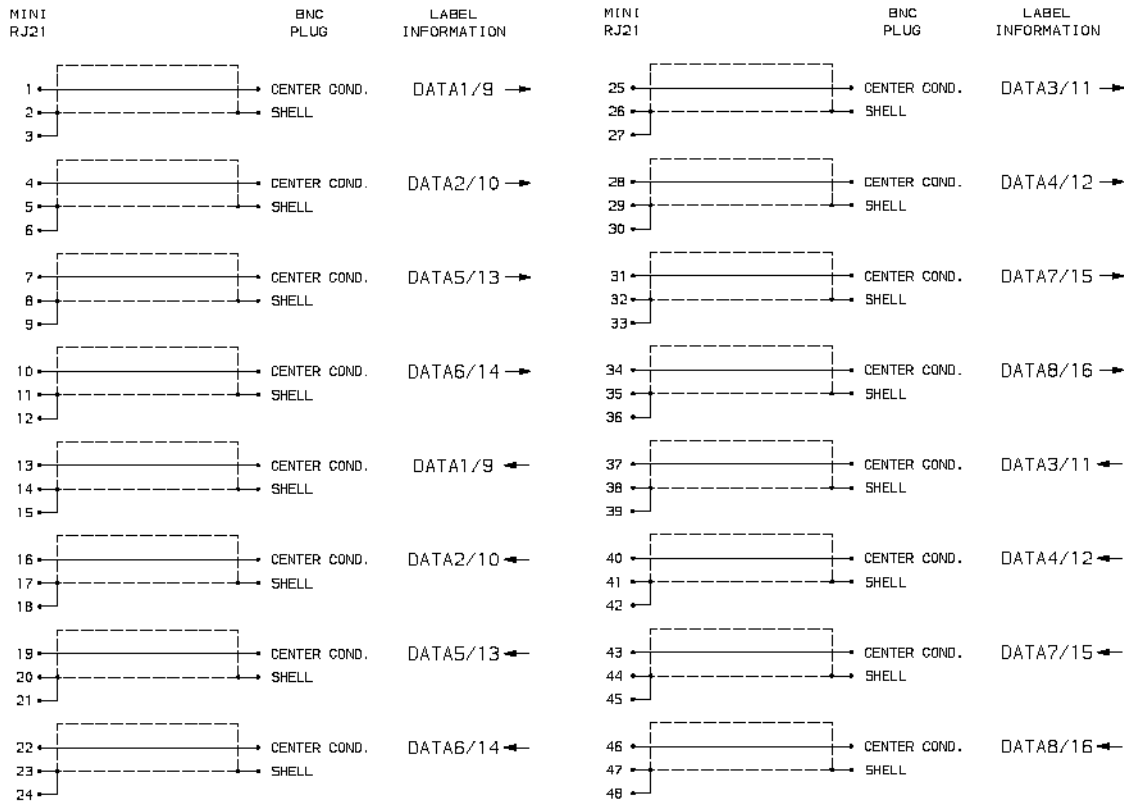 MINI RJ21 BNC PLUG LABEL INFORMATION
1 CENTER COND. DATA1/9 →
2 SHELL
3
4 CENTER COND. DATA2/10 →
5 SHELL
6
7 CENTER COND. DATA5/13 →
8 SHELL
9
10 CENTER COND. DATA6/14 →
11 SHELL
12
13 CENTER COND. DATA1/9 ←
14 SHELL
15
16 CENTER COND. DATA2/10 ←
17 SHELL
18
19 CENTER COND. DATA5/13 ←
20 SHELL
21
22 CENTER COND. DATA6/14 ←
23 SHELL
24
MINI RJ21 BNC PLUG LABEL INFORMATION
25 CENTER COND. DATA3/11 →
26 SHELL
27
28 CENTER COND. DATA4/12 →
29 SHELL
30
31 CENTER COND. DATA7/15 →
32 SHELL
33
34 CENTER COND. DATA8/16 →
35 SHELL
36
37 CENTER COND. DATA3/11 ←
38 SHELL
39
40 CENTER COND. DATA4/12 ←
41 SHELL
42
43 CENTER COND. DATA7/15 ←
44 SHELL
45
46 CENTER COND. DATA8/16 ←
47 SHELL
48